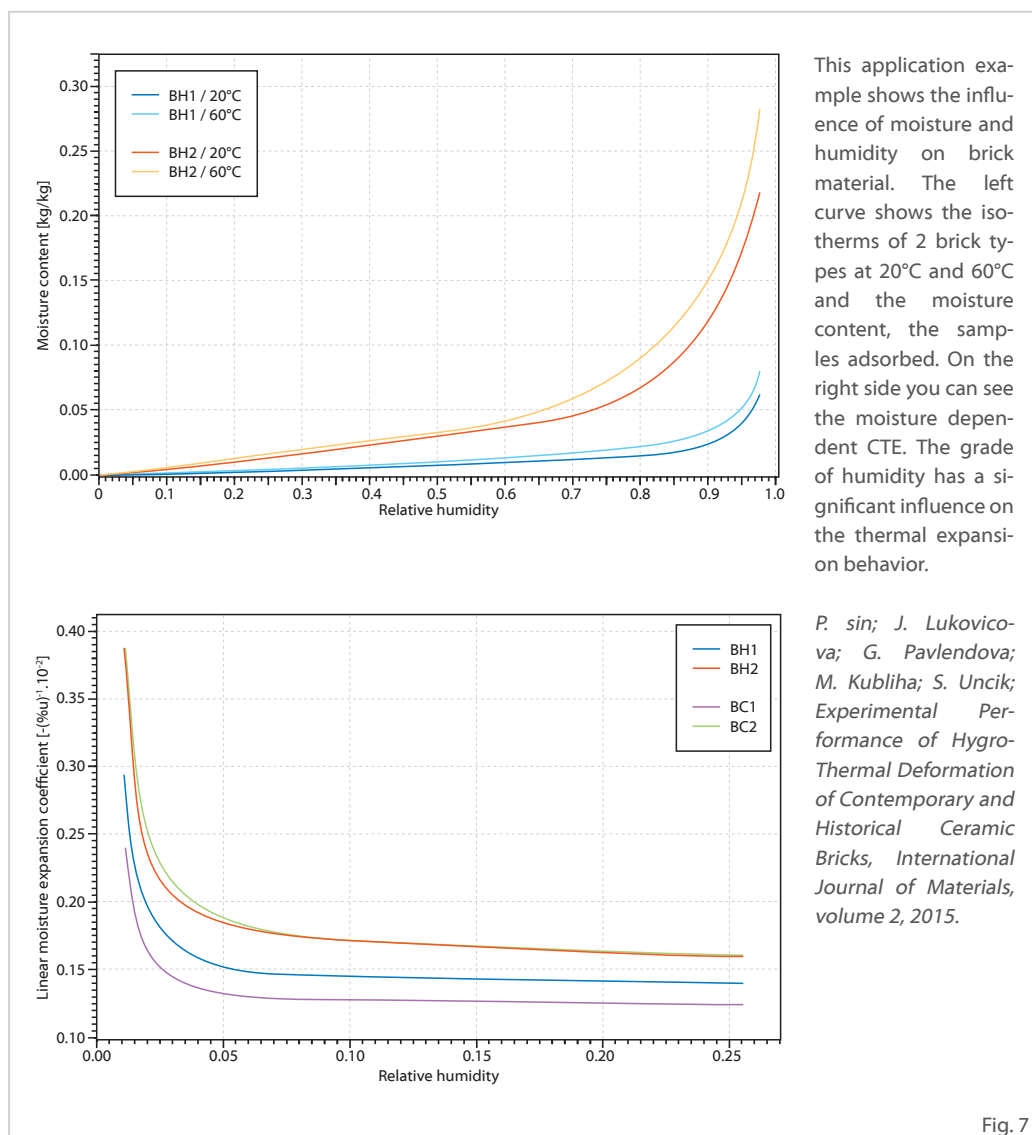 0.30
0.25
0.20
0.15
0.10
0.05
0.00
Moisture content [kg/kg]
BH1 / 20°C
BH1 / 60°C
BH2 / 20°C
BH2 / 60°C
0 0.1 0.2 0.3 0.4 0.5 0.6 0.7 0.8 0.9 1.0
Relative humidity
This application exa-
mple shows the influ-
ence of moisture and
humidity on brick
material. The left
curve shows the iso-
therms of 2 brick ty-
pes at 20°C and 60°C
and the moisture
content, the samp-
les adsorbed. On the
right side you can see
the moisture depen-
dent CTE. The grade
of humidity has a si-
gnificant influence on
the thermal expansi-
on behavior.
0.40
0.35
0.30
0.25
0.20
0.15
0.10
Linear moisture expansion coefficient [-(%u)⁻¹.10⁻²]
BH1
BH2
BC1
BC2
0.00 0.05 0.10 0.15 0.20 0.25
Relative humidity
P. sin; J. Lukovico-
va; G. Pavlendova;
M. Kubliha; S. Uncik;
Experimental Per-
formance of Hygro-
Thermal Deformation
of Contemporary and
Historical Ceramic
Bricks, International
Journal of Materials,
volume 2, 2015.
Fig. 7